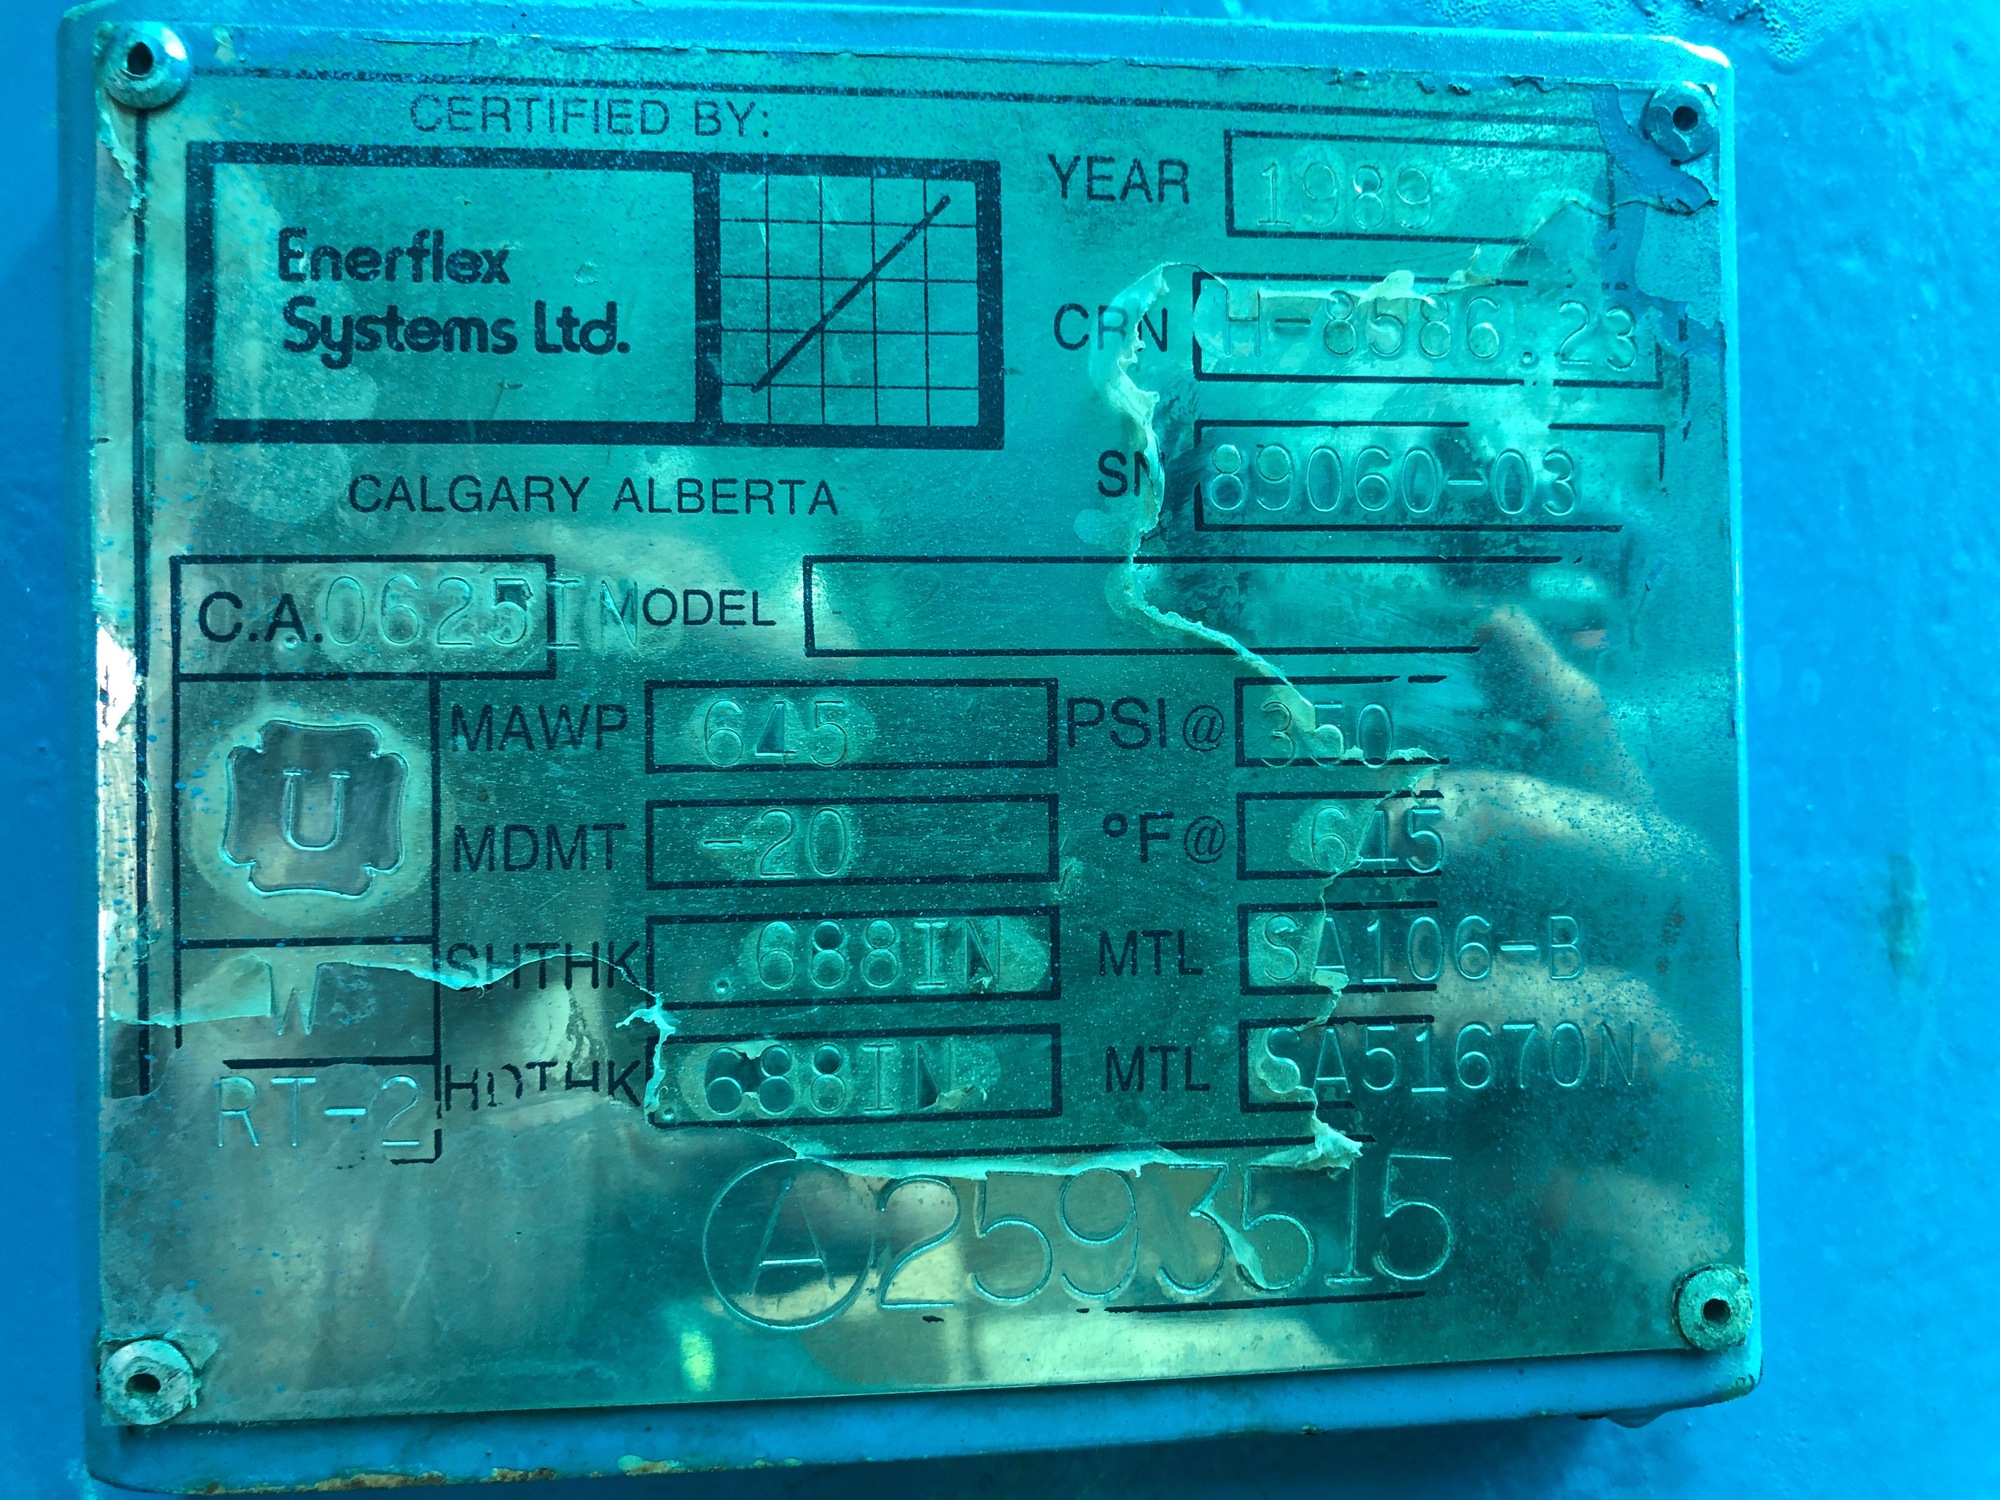 CERTIFIED BY:
Enerflex
Systems Ltd.
CALGARY ALBERTA
YEAR 1989
CRN H-8586.23
SN 89060-03
C.A. .0625IN MODEL
U
W
RT-2
MAWP 645 PSI @ 350
MDMT -20 °F @ 645
SHTHK .688IN MTL SA106-B
HDTHK .688IN MTL SA51670N
A 2593515